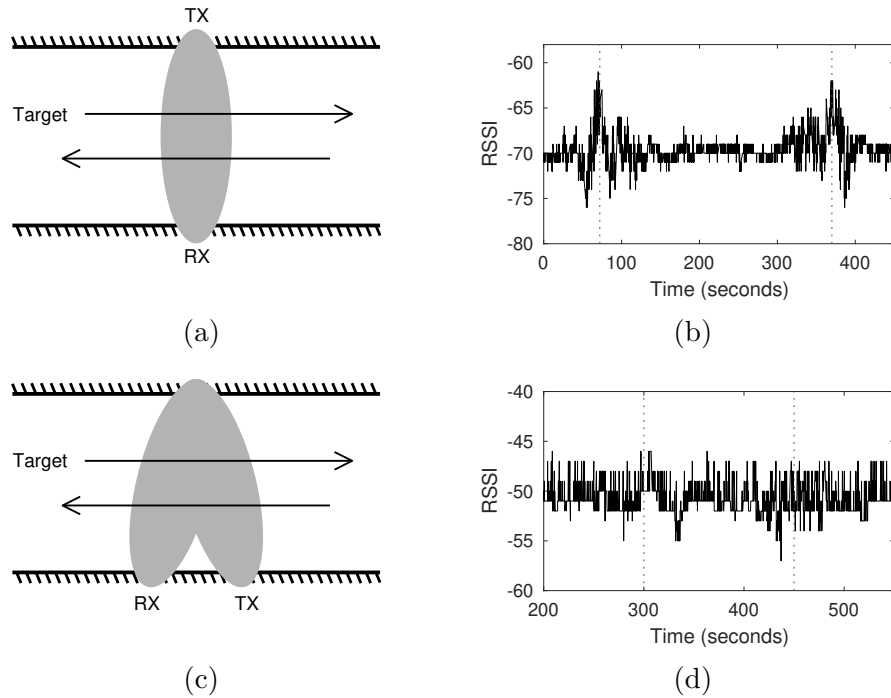 TX
Target
RX
(a)
-60
-65
-70
-75
-80
RSSI
0 100 200 300 400
Time (seconds)
(b)
Target
RX TX
(c)
-40
-45
-50
-55
-60
RSSI
200 300 400 500
Time (seconds)
(d)